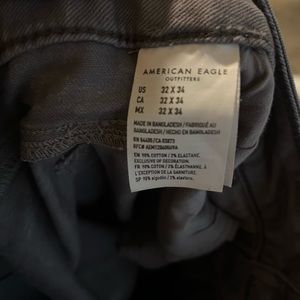 AMERICAN EAGLE
OUTFITTERS
US 32 X 34
CA 32 X 34
MX 32 X 34
MADE IN BANGLADESH / FABRIQUÉ AU
BANGLADESH / HECHO EN BANGLADESH
EN 98% COTTON / 2% ELASTANE.
EXCLUSIVE OF DECORATION
FR 98% COTON / 2% ÉLASTHANNE
À L'EXCEPTION DE
LA GARNITURE
SP 98% algodón / 2% elastano.